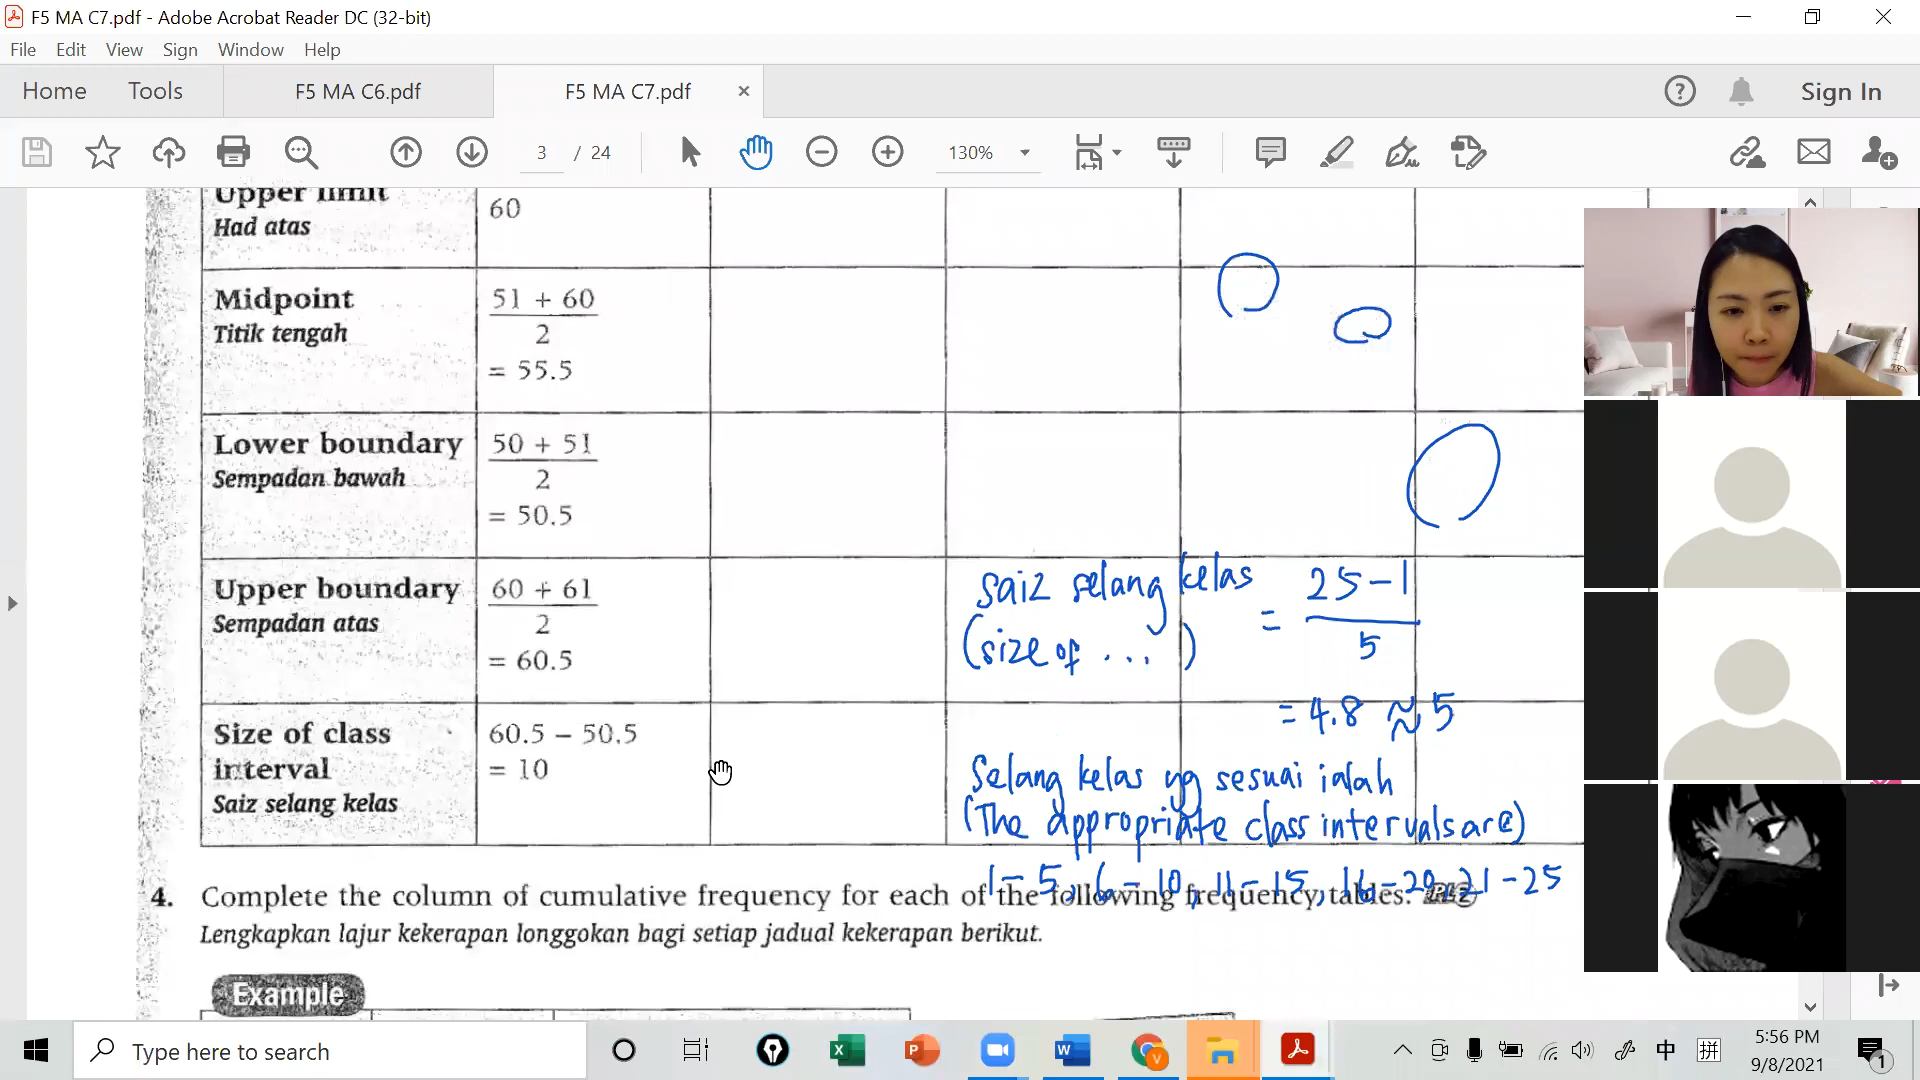 F5 MA C7.pdf - Adobe Acrobat Reader DC (32-bit)
File Edit View Sign Window Help
Home Tools F5 MA C6.pdf F5 MA C7.pdf × Sign In
3 / 24 130%
Upper limit
Had atas
60
Midpoint
Titik tengah
51 + 60
2
= 55.5
Lower boundary
Sempadan bawah
50 + 51
2
= 50.5
Upper boundary
Sempadan atas
60 + 61
2
= 60.5
Size of class
interval
Saiz selang kelas
60.5 – 50.5
= 10
saiz selang kelas
(size of ... )
= 25-1
5
= 4.8 ≈ 5
Selang kelas yg sesuai ialah
(The appropriate class intervals are)
1-5, 6-10, 11-15, 16-20, 21-25
4. Complete the column of cumulative frequency for each of the following frequency tables.
Lengkapkan lajur kekerapan longgokan bagi setiap jadual kekerapan berikut.
Example
Type here to search
中 拼
5:56 PM
9/8/2021
1